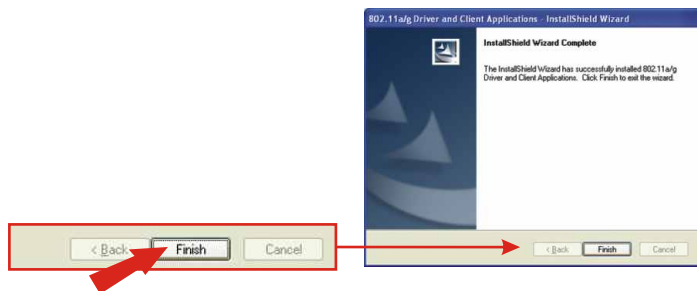 802.11a/g Driver and Client Applications - InstallShield Wizard
InstallShield Wizard Complete
The InstallShield Wizard has successfully installed 802.11a/g
Driver and Client Applications. Click Finish to exit the wizard.
< Back Finish Cancel
< Back Finish Cancel